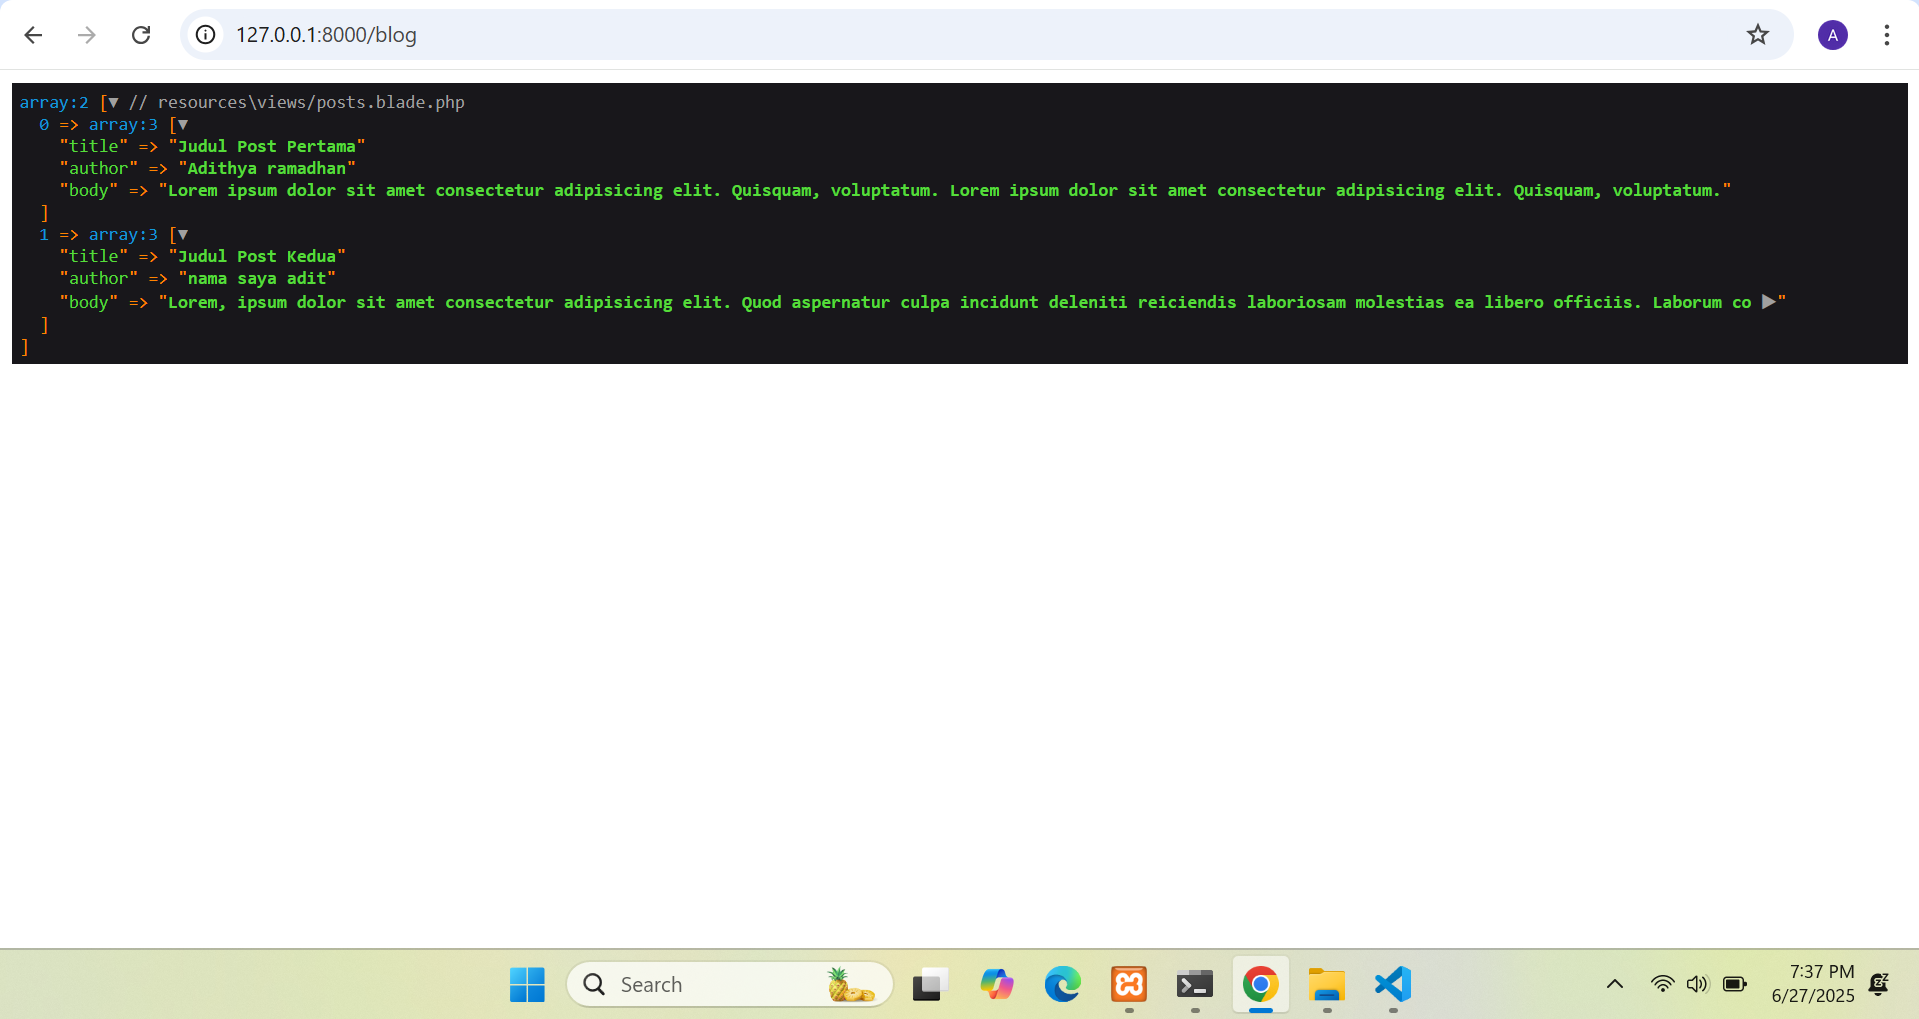 127.0.0.1:8000/blog
A
array:2 [▼ // resources\views/posts.blade.php
0 => array:3 [▼
"title" => "Judul Post Pertama"
"author" => "Adithya ramadhan"
"body" => "Lorem ipsum dolor sit amet consectetur adipisicing elit. Quisquam, voluptatum. Lorem ipsum dolor sit amet consectetur adipisicing elit. Quisquam, voluptatum."
]
1 => array:3 [▼
"title" => "Judul Post Kedua"
"author" => "nama saya adit"
"body" => "Lorem, ipsum dolor sit amet consectetur adipisicing elit. Quod aspernatur culpa incidunt deleniti reiciendis laboriosam molestias ea libero officiis. Laborum co ▶"
]
]
Search
7:37 PM
6/27/2025